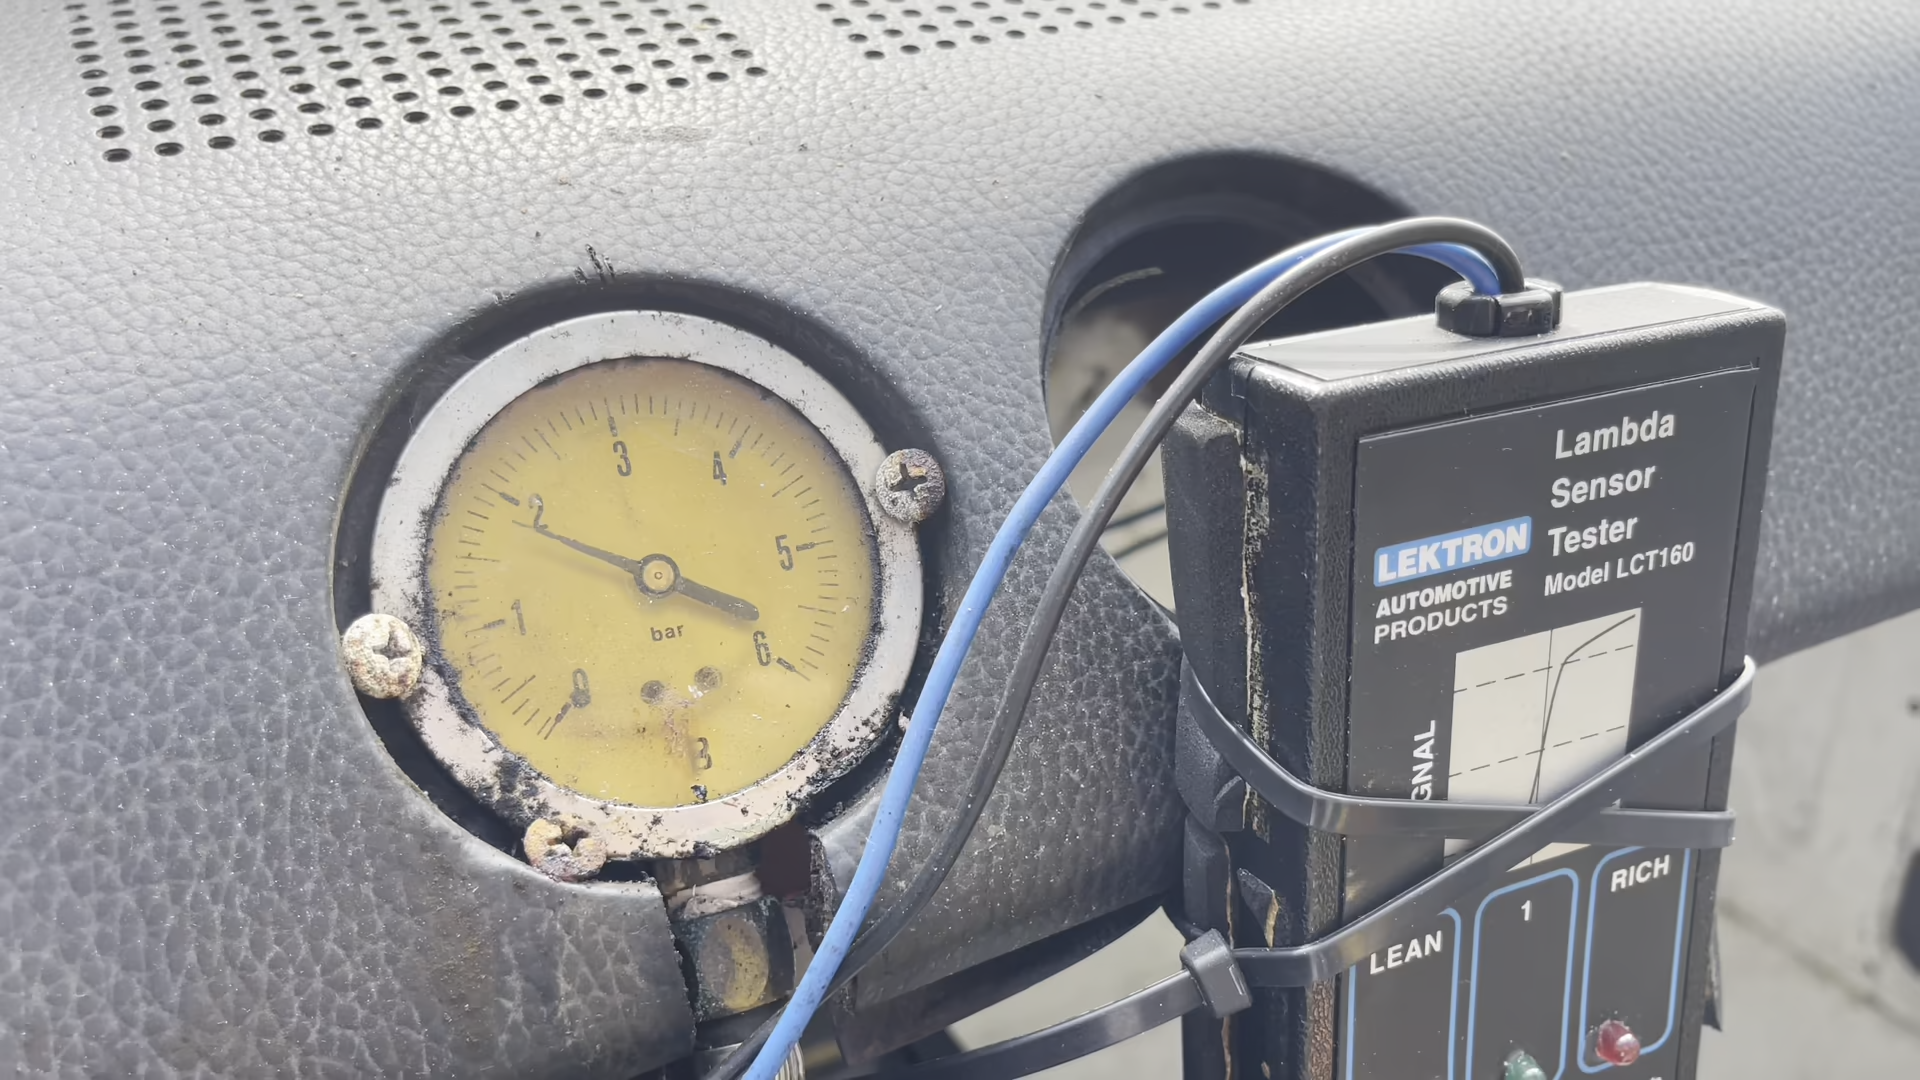 0
1
2
3
4
5
6
bar
3
Lambda
Sensor
Tester
Model LCT160
LEKTRON
AUTOMOTIVE
PRODUCTS
GNAL
LEAN
1
RICH